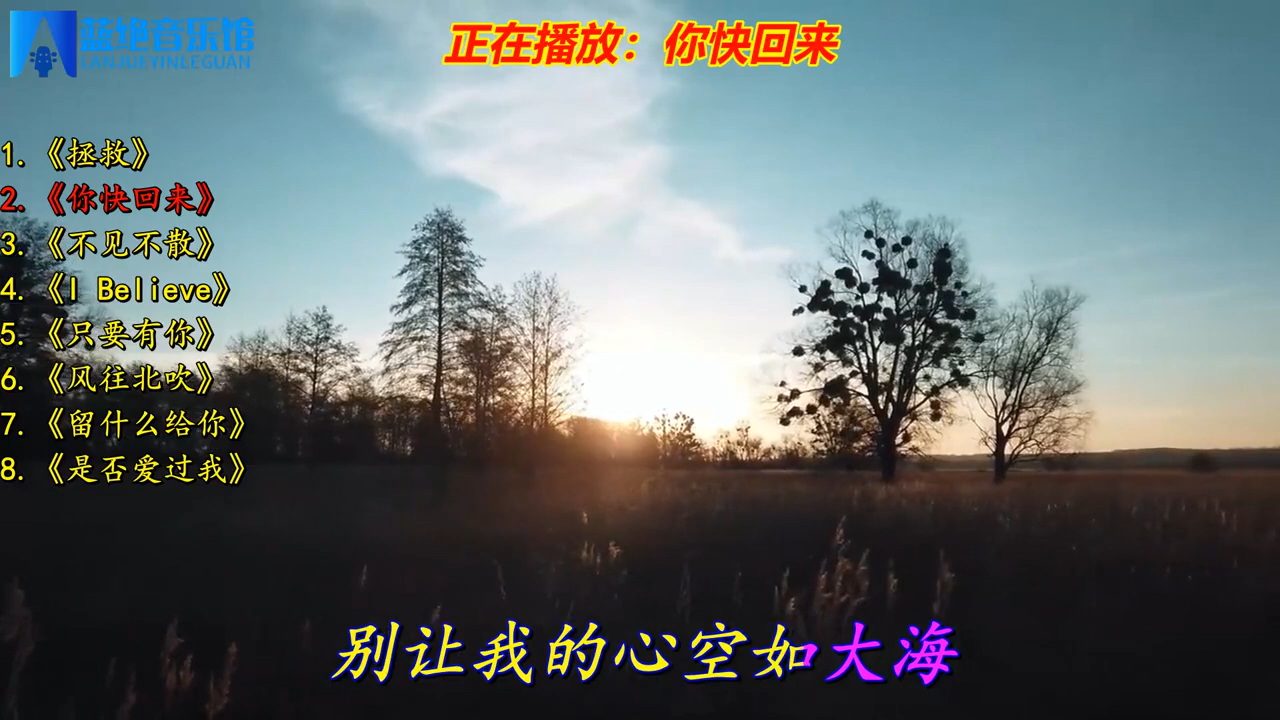 蓝绝音乐馆
LANJUEYINLEGUAN
正在播放：你快回来
1.《拯救》
2.《你快回来》
3.《不见不散》
4.《I Believe》
5.《只要有你》
6.《风往北吹》
7.《留什么给你》
8.《是否爱过我》
别让我的心空如大海